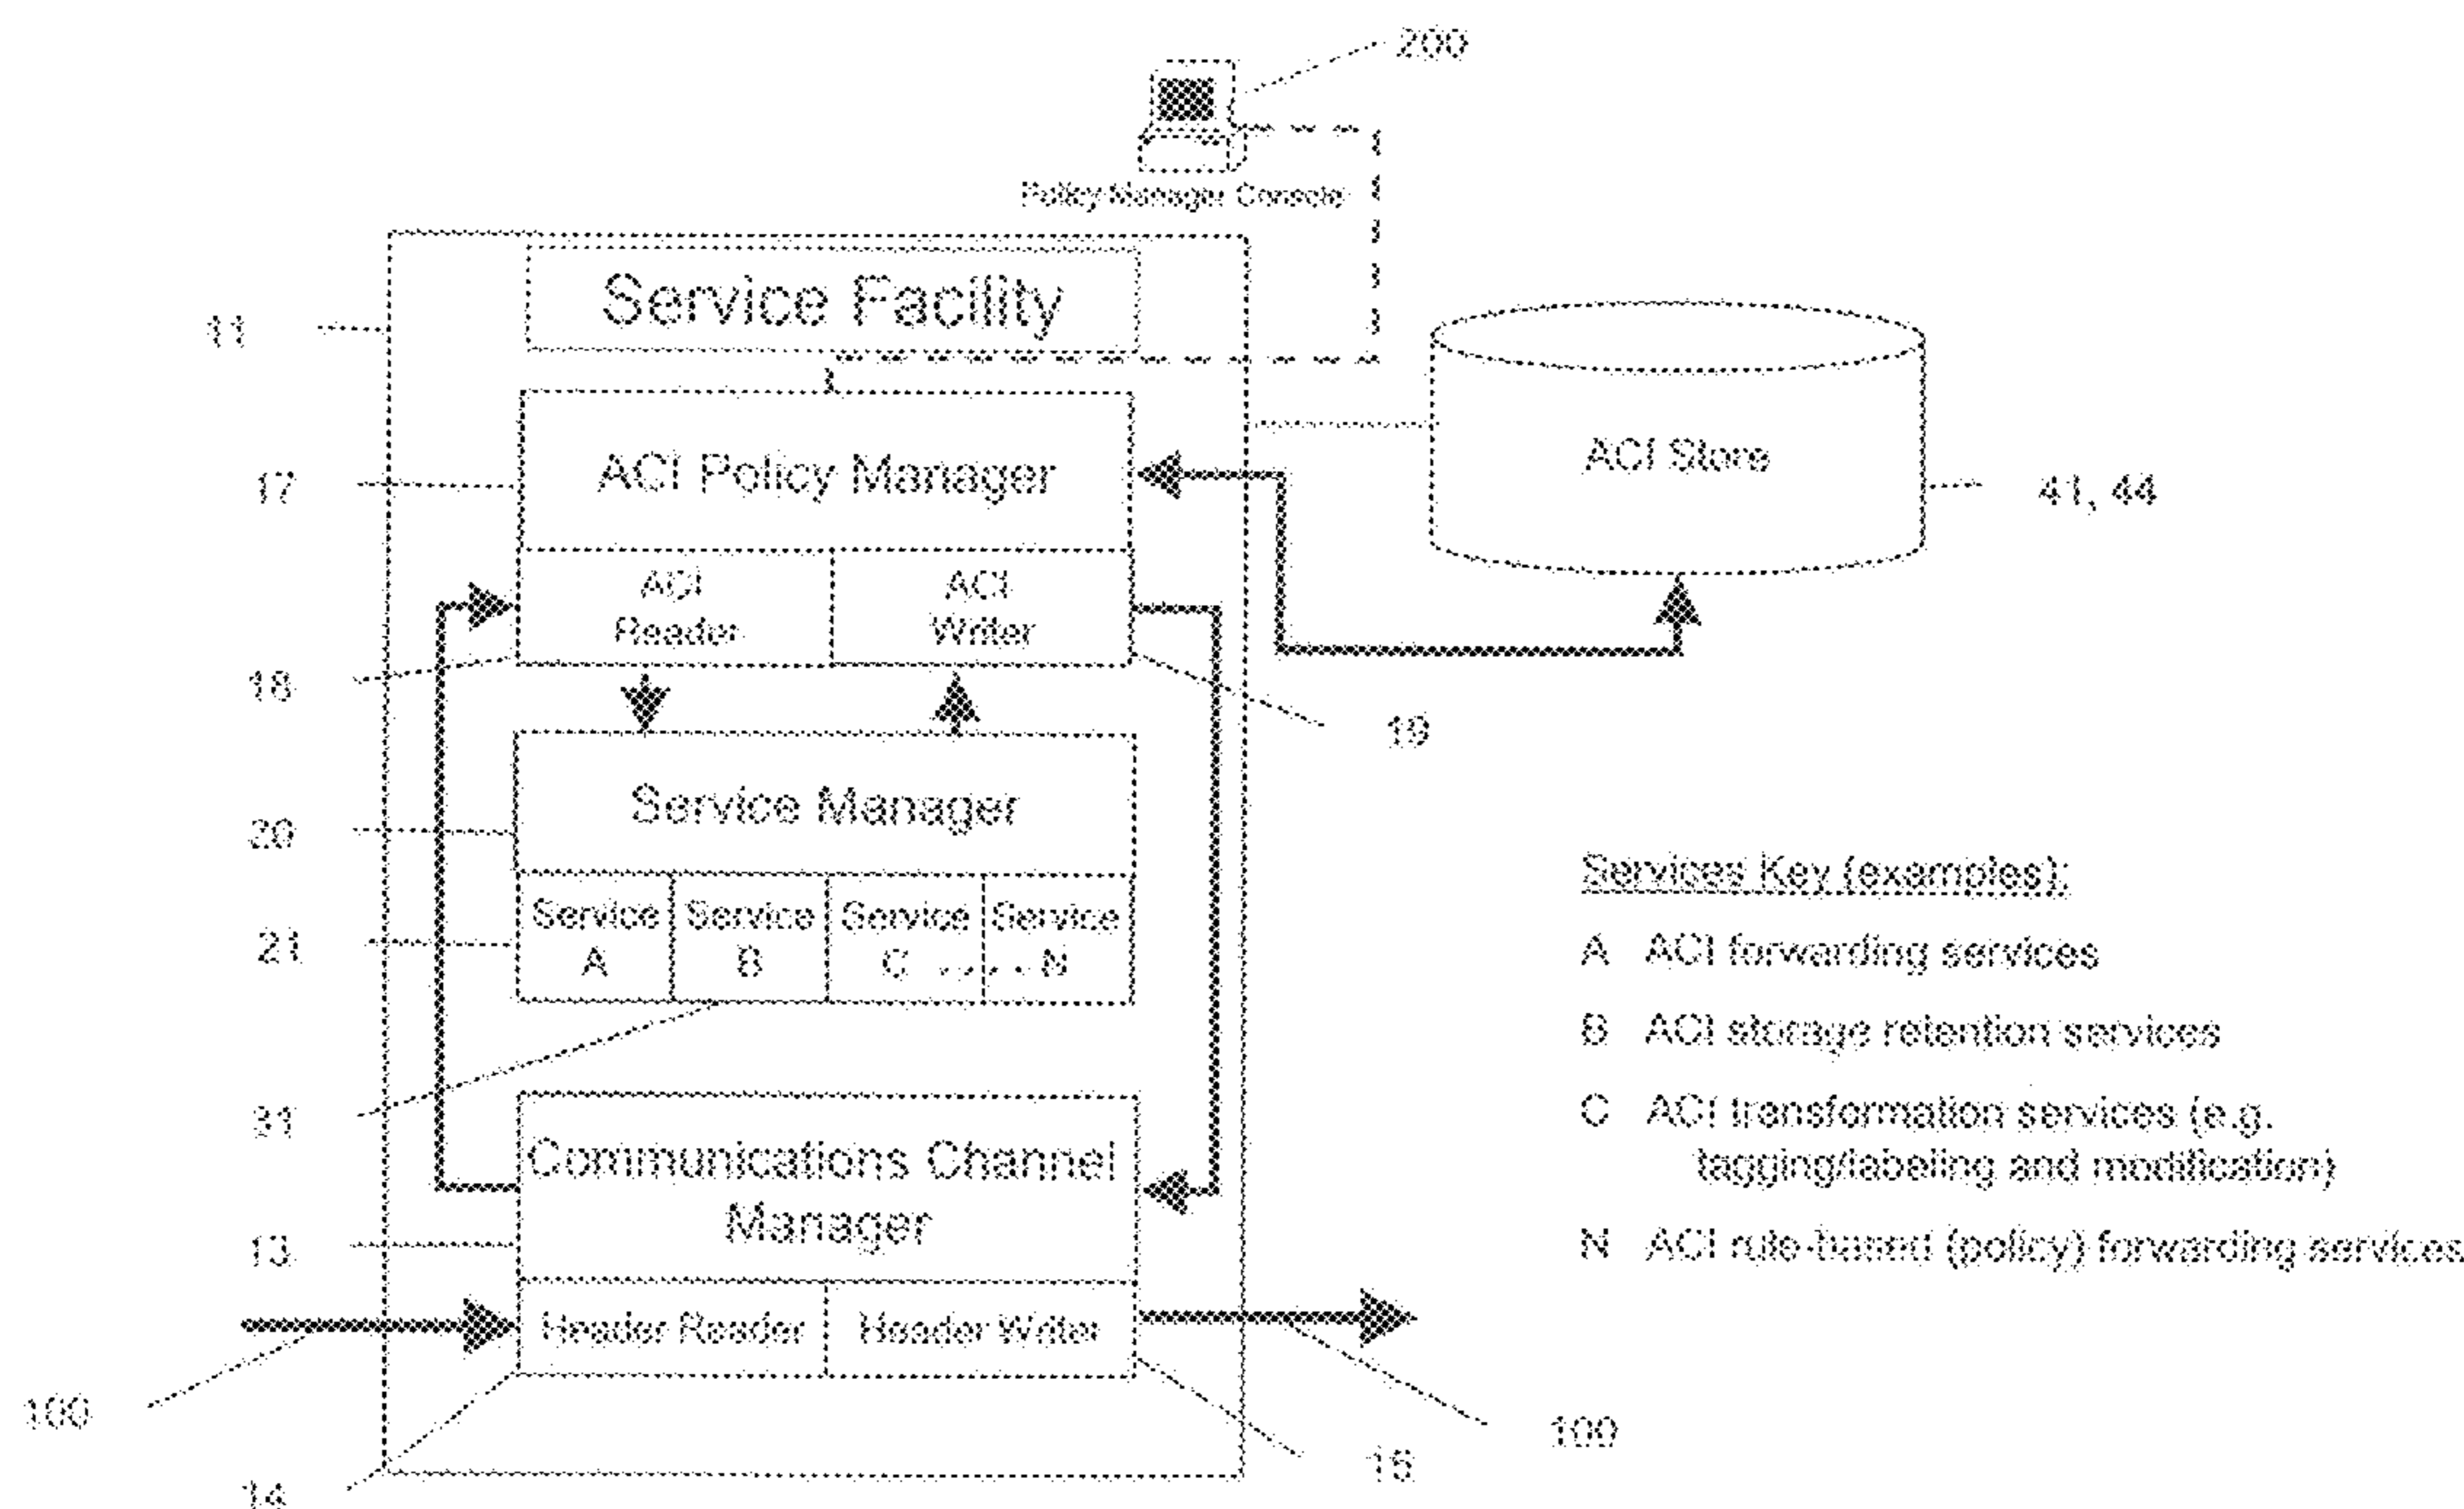 200
Policy Manager Console
Service Facility
11
ACI Policy Manager
17
ACI Store
41, 44
ACI
Reader
ACI
Writer
18
19
Service Manager
20
Service
A
Service
B
Service
C ..... N
Service
21
31
Communications Channel
Manager
13
Header Reader
Header Writer
100
14
15
100
Services Key (examples):
A ACI forwarding services
B ACI storage retention services
C ACI transformation services (e.g.
tagging/labeling and modification)
N ACI rule-based (policy) forwarding services